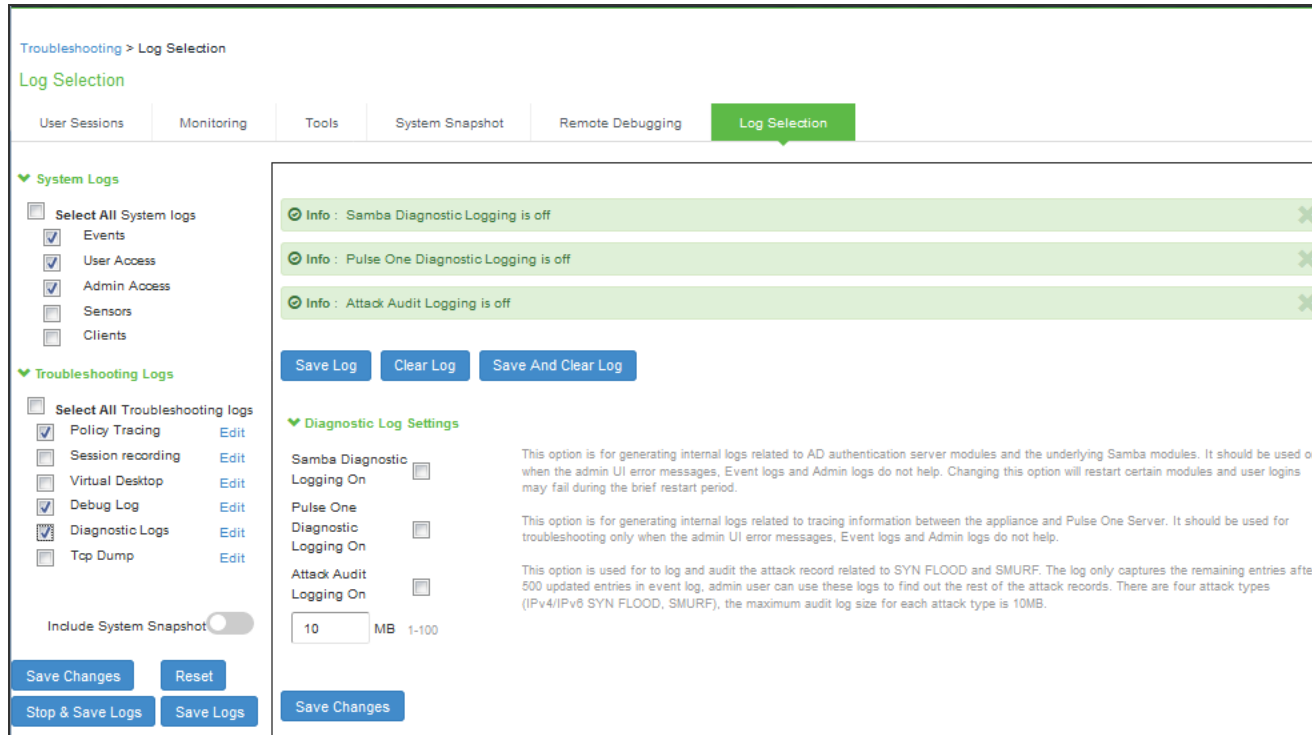 Troubleshooting > Log Selection
Log Selection
User Sessions
Monitoring
Tools
System Snapshot
Remote Debugging
Log Selection
System Logs
Select All System logs
Events
User Access
Admin Access
Sensors
Clients
Troubleshooting Logs
Select All Troubleshooting logs
Policy Tracing Edit
Session recording Edit
Virtual Desktop Edit
Debug Log Edit
Diagnostic Logs Edit
Tcp Dump Edit
Include System Snapshot
Save Changes
Reset
Stop & Save Logs
Save Logs
Info : Samba Diagnostic Logging is off
Info : Pulse One Diagnostic Logging is off
Info : Attack Audit Logging is off
Save Log
Clear Log
Save And Clear Log
Diagnostic Log Settings
Samba Diagnostic
Logging On
This option is for generating internal logs related to AD authentication server modules and the underlying Samba modules. It should be used
when the admin UI error messages, Event logs and Admin logs do not help. Changing this option will restart certain modules and user logins
may fail during the brief restart period.
Pulse One
Diagnostic
Logging On
This option is for generating internal logs related to tracing information between the appliance and Pulse One Server. It should be used for
troubleshooting only when the admin UI error messages, Event logs and Admin logs do not help.
Attack Audit
Logging On
This option is used for to log and audit the attack record related to SYN FLOOD and SMURF. The log only captures the remaining entries afte
500 updated entries in event log, admin user can use these logs to find out the rest of the attack records. There are four attack types
(IPv4/IPv6 SYN FLOOD, SMURF), the maximum audit log size for each attack type is 10MB.
10 MB 1-100
Save Changes